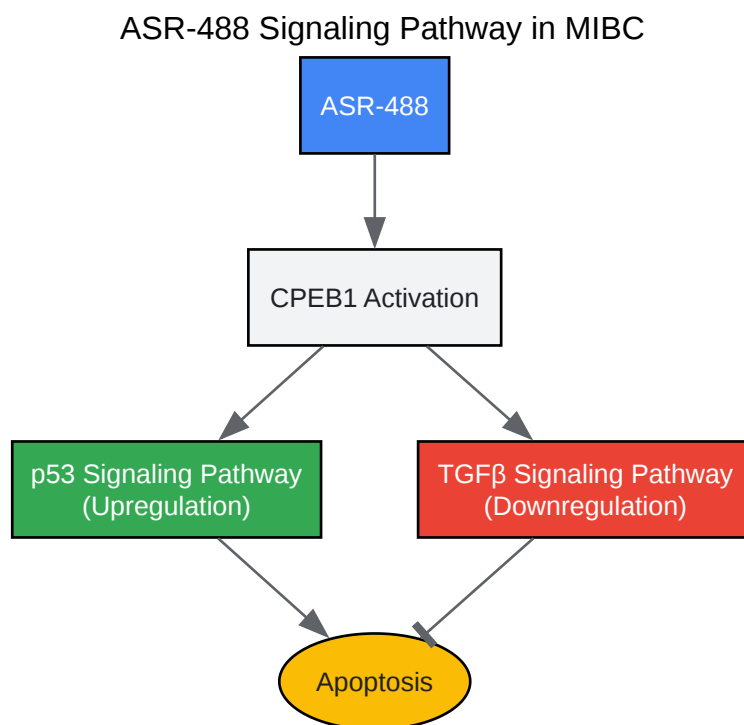 ASR-488 Signaling Pathway in MIBC
ASR-488
CPEB1 Activation
p53 Signaling Pathway
(Upregulation)
TGFβ Signaling Pathway
(Downregulation)
Apoptosis